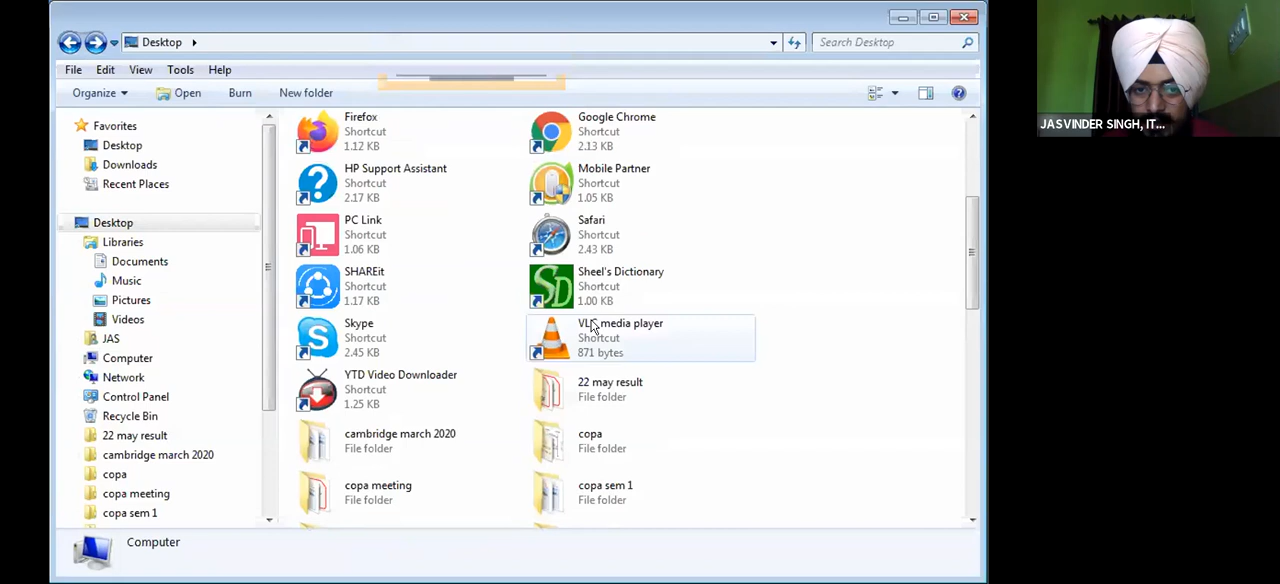 Desktop
Search Desktop
File Edit View Tools Help
Organize Open Burn New folder
Favorites
Desktop
Downloads
Recent Places
Desktop
Libraries
Documents
Music
Pictures
Videos
JAS
Computer
Network
Control Panel
Recycle Bin
22 may result
cambridge march 2020
copa
copa meeting
copa sem 1
Firefox
Shortcut
1.12 KB
Google Chrome
Shortcut
2.13 KB
HP Support Assistant
Shortcut
2.17 KB
Mobile Partner
Shortcut
1.05 KB
PC Link
Shortcut
1.06 KB
Safari
Shortcut
2.43 KB
SHAREit
Shortcut
1.17 KB
SD
Sheel's Dictionary
Shortcut
1.00 KB
Skype
Shortcut
2.45 KB
VLC media player
Shortcut
871 bytes
YTD Video Downloader
Shortcut
1.25 KB
22 may result
File folder
cambridge march 2020
File folder
copa
File folder
copa meeting
File folder
copa sem 1
File folder
Computer
JASVINDER SINGH, IT...